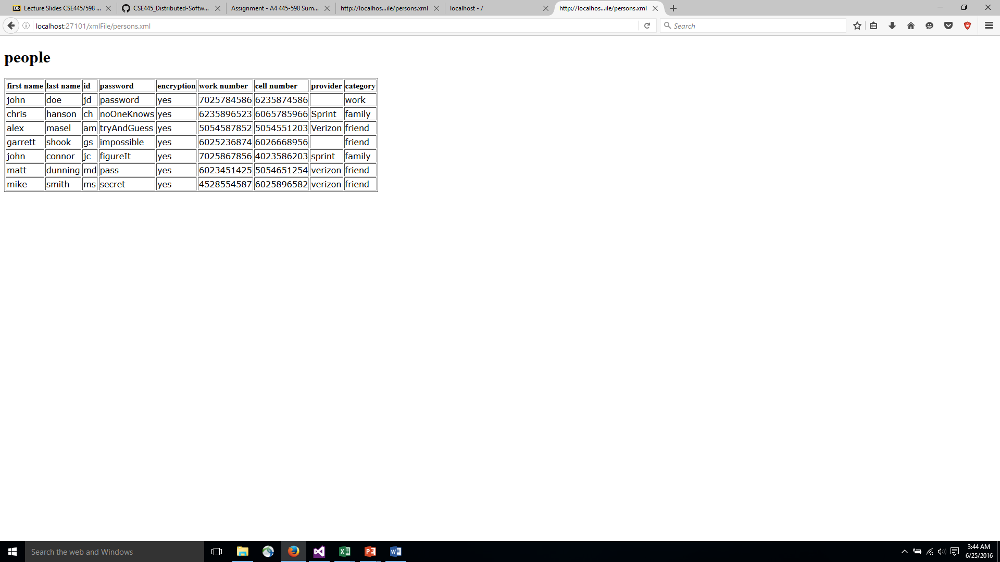 Bb Lecture Slides CSE445/598 ... CSE445_Distributed-Softw... Assignment - A4 445-598 Sum... http://localhos...ile/persons.xml localhost - / http://localhos...ile/persons.xml
localhost:27101/xmlFile/persons.xml Search
people
first name last name id password encryption work number cell number provider category
john doe jd password yes 7025784586 6235874586 work
chris hanson ch noOneKnows yes 6235896523 6065785966 Sprint family
alex masel am tryAndGuess yes 5054587852 5054551203 Verizon friend
garrett shook gs impossible yes 6025236874 6026668956 friend
john connor jc figureIt yes 7025867856 4023586203 sprint family
matt dunning md pass yes 6023451425 5054651254 verizon friend
mike smith ms secret yes 4528554587 6025896582 verizon friend
Search the web and Windows
3:44 AM
6/25/2016